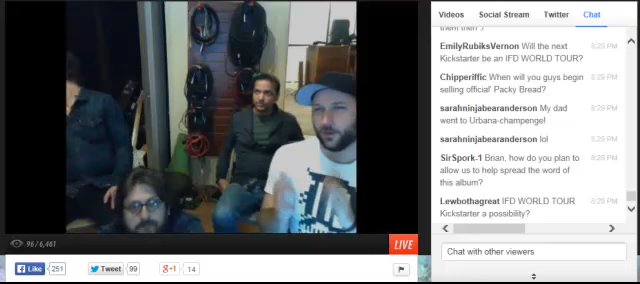 Videos Social Stream Twitter Chat
EmilyRubiksVernon Will the next 8:29 PM
Kickstarter be an IFD WORLD TOUR?
Chipperiffic When will you guys begin 8:29 PM
selling official' Packy Bread?
sarahninjabearanderson My dad 8:29 PM
went to Urbana-champenge!
sarahninjabearanderson lol 8:29 PM
SirSpork-1 Brian, how do you plan to 8:29 PM
allow us to help spread the word of
this album?
Lewbothagreat IFD WORLD TOUR 8:29 PM
Kickstarter a possibility?
Chat with other viewers
96 / 6,461 LIVE
Like 251 Tweet 99 +1 14